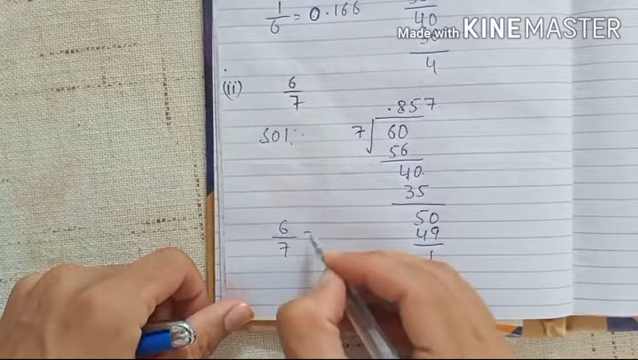 1/6 = 0.166
40
Made with KINEMASTER
4
(ii) 6/7
.857
Sol:- 7 60
56
40
35
50
6/7 = 49
1